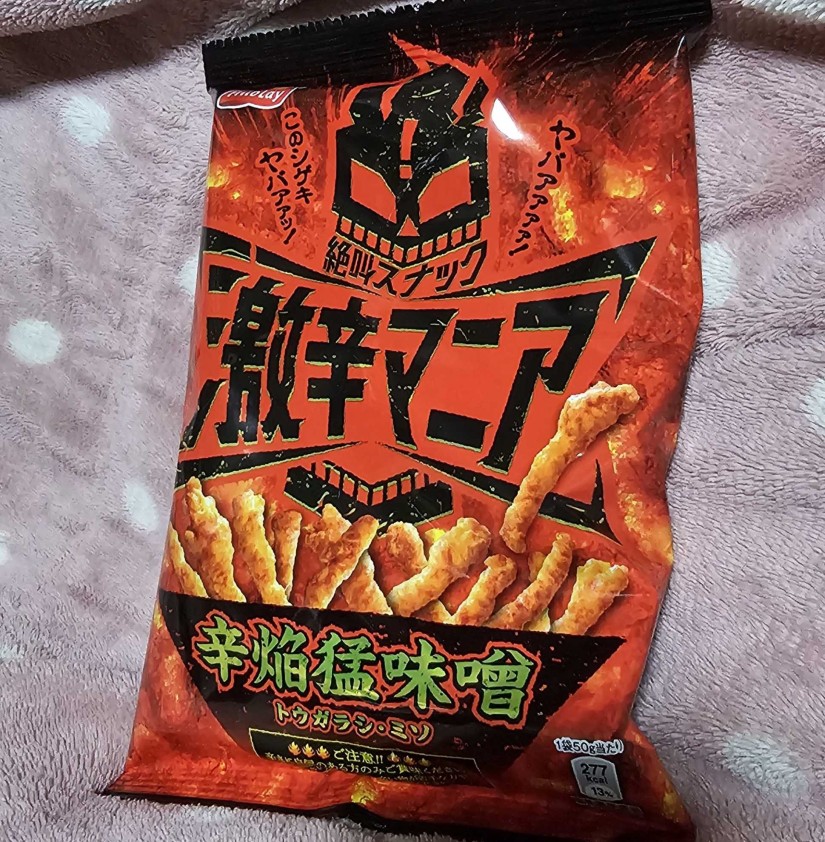 このシゲキ
ヤバァァッ！
ヤバァァァァァ！
絶叫スナック
激辛マニア
辛焔猛味噌
トウガラシ・ミソ
ご注意!!
1袋50g当たり
277
kcal
13%